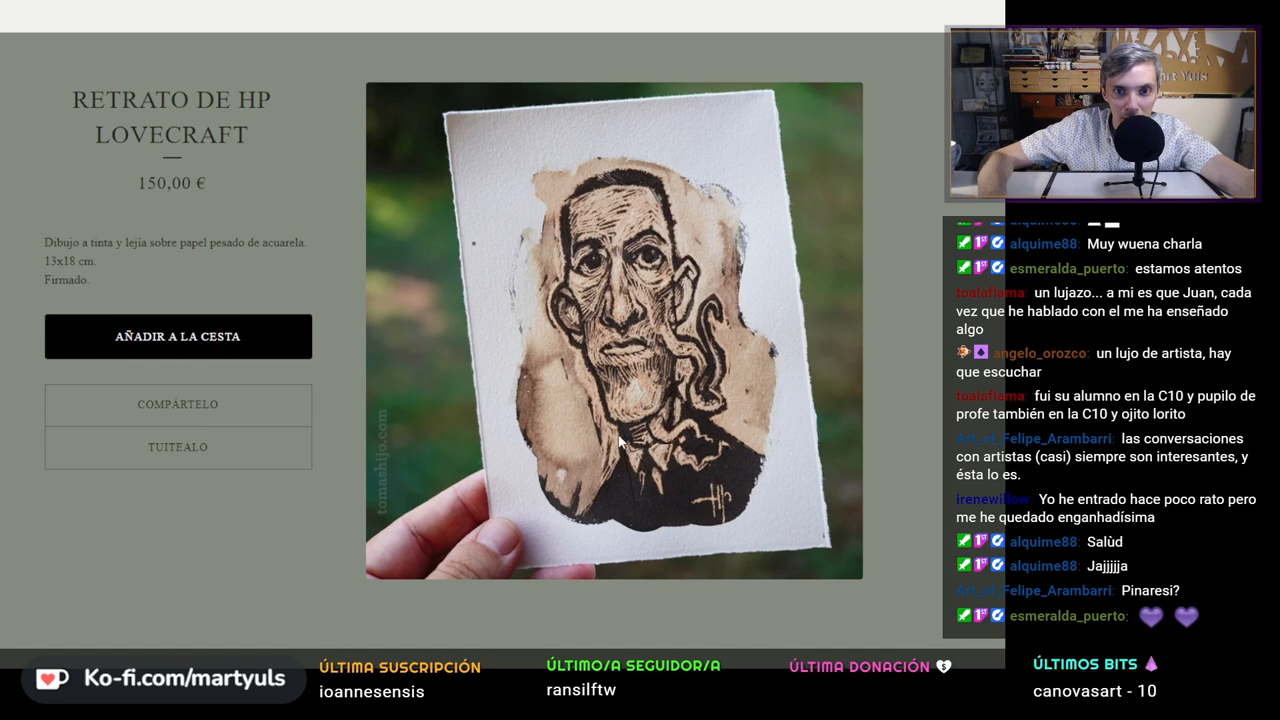 RETRATO DE HP
LOVECRAFT
150,00 €
Dibujo a tinta y lejía sobre papel pesado de acuarela.
13x18 cm.
Firmado.
AÑADIR A LA CESTA
COMPÁRTELO
TUITEALO
tomashijo.com
alquime88: Muy wuena charla
esmeralda_puerto: estamos atentos
toalaflama: un lujazo... a mi es que Juan, cada
vez que he hablado con el me ha enseñado
algo
angelo_orozco: un lujo de artista, hay
que escuchar
toalaflama: fui su alumno en la C10 y pupilo de
profe también en la C10 y ojito lorito
Art_of_Felipe_Arambarri: las conversaciones
con artistas (casi) siempre son interesantes, y
ésta lo es.
irenewillow: Yo he entrado hace poco rato pero
me he quedado enganhadísima
alquime88: Salùd
alquime88: Jajjjjja
Art_of_Felipe_Arambarri: Pinaresi?
esmeralda_puerto:
Ko-fi.com/martyuls
ÚLTIMA SUSCRIPCIÓN
ioannesensis
ÚLTIMO/A SEGUIDOR/A
ransilftw
ÚLTIMA DONACIÓN
ÚLTIMOS BITS
canovasart - 10